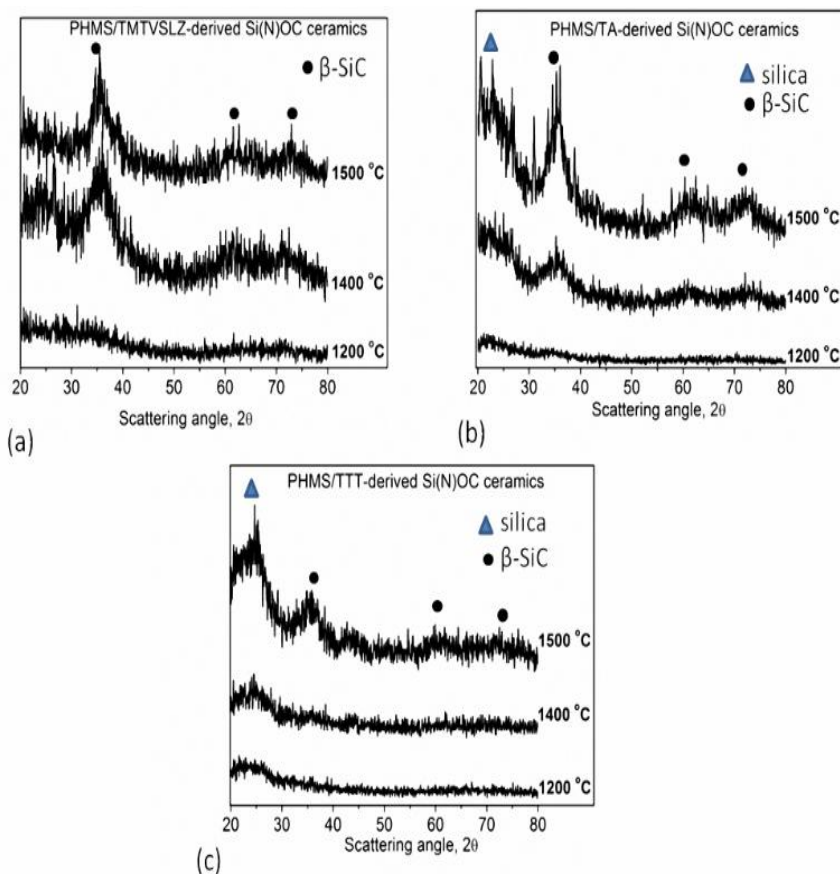 PHMS/TMTVSLZ-derived Si(N)OC ceramics
β-SiC
1500 °C
1400 °C
1200 °C
20 30 40 50 60 70 80
Scattering angle, 2θ
(a)
PHMS/TA-derived Si(N)OC ceramics
silica
β-SiC
1500 °C
1400 °C
1200 °C
20 30 40 50 60 70 80
Scattering angle, 2θ
(b)
PHMS/TTT-derived Si(N)OC ceramics
silica
β-SiC
1500 °C
1400 °C
1200 °C
20 30 40 50 60 70 80
Scattering angle, 2θ
(c)